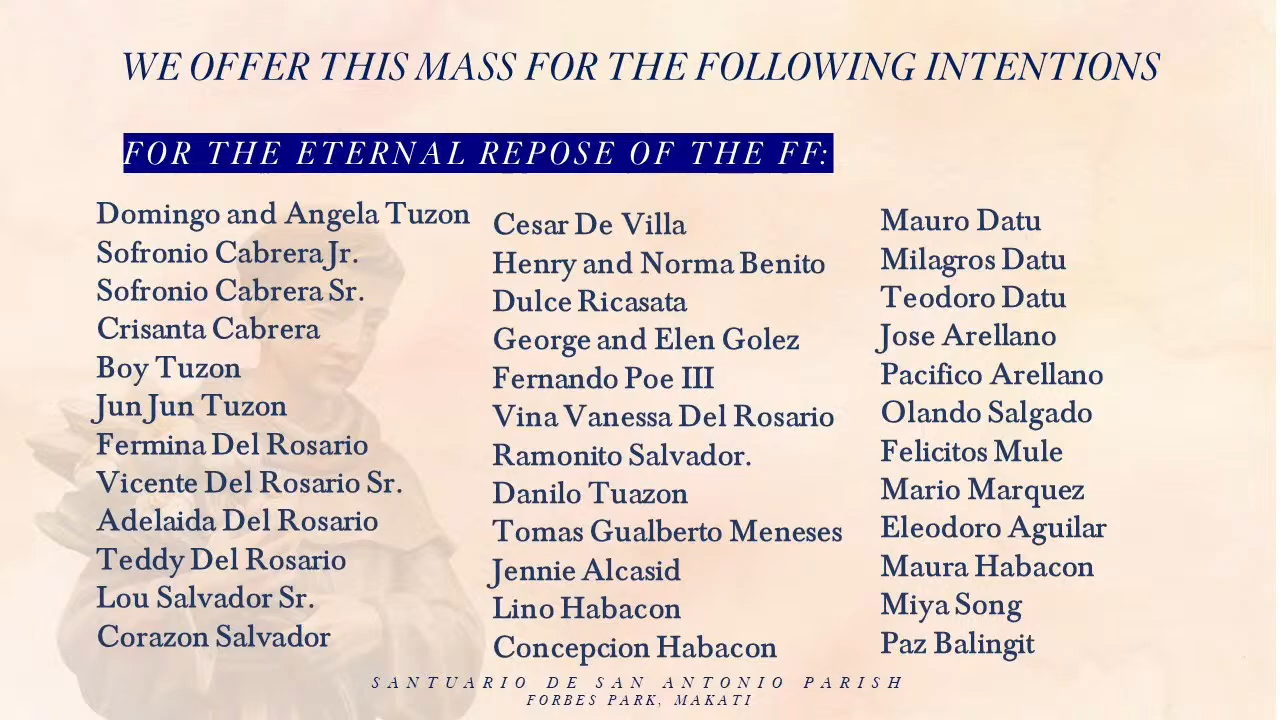 WE OFFER THIS MASS FOR THE FOLLOWING INTENTIONS
FOR THE ETERNAL REPOSE OF THE FF:
Domingo and Angela Tuzon
Sofronio Cabrera Jr.
Sofronio Cabrera Sr.
Crisanta Cabrera
Boy Tuzon
Jun Jun Tuzon
Fermina Del Rosario
Vicente Del Rosario Sr.
Adelaida Del Rosario
Teddy Del Rosario
Lou Salvador Sr.
Corazon Salvador
Cesar De Villa
Henry and Norma Benito
Dulce Ricasata
George and Elen Golez
Fernando Poe III
Vina Vanessa Del Rosario
Ramonito Salvador.
Danilo Tuazon
Tomas Gualberto Meneses
Jennie Alcasid
Lino Habacon
Concepcion Habacon
Mauro Datu
Milagros Datu
Teodoro Datu
Jose Arellano
Pacifico Arellano
Olando Salgado
Felicitos Mule
Mario Marquez
Eleodoro Aguilar
Maura Habacon
Miya Song
Paz Balingit
SANTUARIO DE SAN ANTONIO PARISH
FORBES PARK, MAKATI